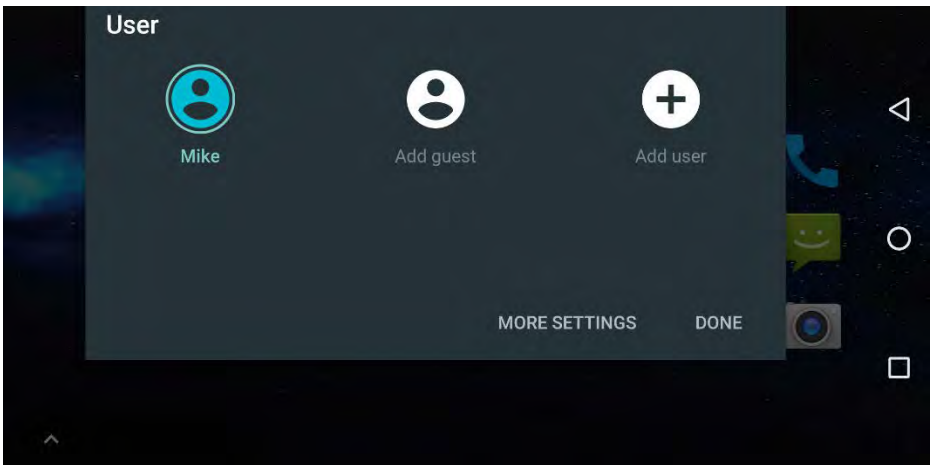 User
Mike
Add guest
Add user
MORE SETTINGS
DONE